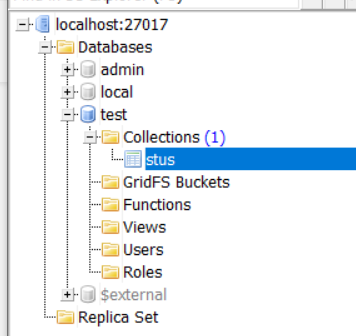 localhost:27017
Databases
admin
local
test
Collections (1)
stus
GridFS Buckets
Functions
Views
Users
Roles
$external
Replica Set